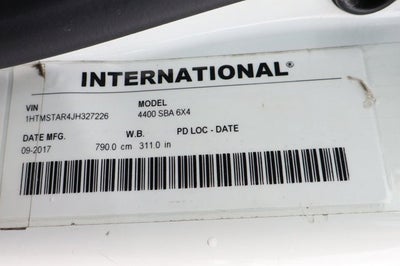 INTERNATIONAL®
VIN MODEL
1HTMSTAR4JH327226 4400 SBA 6X4
DATE MFG. W.B. PD LOC - DATE
09-2017 790.0 cm 311.0 in